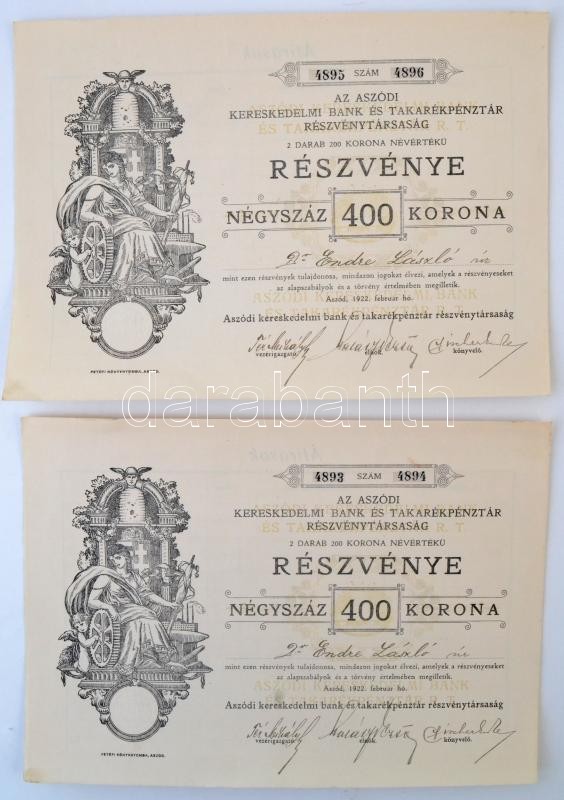 4895 SZÁM 4896
AZ ASZÓDI
KERESKEDELMI BANK ÉS TAKARÉKPÉNZTÁR
RÉSZVÉNYTÁRSASÁG
2 DARAB 200 KORONA NÉVÉRTÉKŰ
RÉSZVÉNYE
NÉGYSZÁZ 400 KORONA
Dr Endre László úr
mint ezen részvények tulajdonosa, mindazon jogokat élvezi, amelyek a részvényeseket
az alapszabályok és a törvény értelmében megilletik.
Aszód, 1922. február hó.
Aszódi kereskedelmi bank és takarékpénztár részvénytársaság
vezérigazgató. elnök. könyvelő.
PETŐFI KÖNYVNYOMDA, ASZÓD.
darabanth
4893 SZÁM 4894
AZ ASZÓDI
KERESKEDELMI BANK ÉS TAKARÉKPÉNZTÁR
RÉSZVÉNYTÁRSASÁG
2 DARAB 200 KORONA NÉVÉRTÉKŰ
RÉSZVÉNYE
NÉGYSZÁZ 400 KORONA
Dr Endre László úr
mint ezen részvények tulajdonosa, mindazon jogokat élvezi, amelyek a részvényeseket
az alapszabályok és a törvény értelmében megilletik.
Aszód, 1922. február hó.
Aszódi kereskedelmi bank és takarékpénztár részvénytársaság
vezérigazgató. elnök. könyvelő.
PETŐFI KÖNYVNYOMDA, ASZÓD.